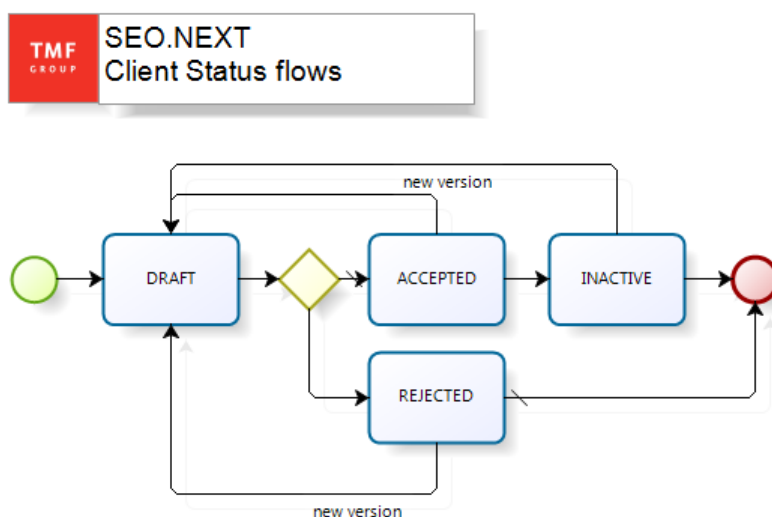 TMF
GROUP
SEO.NEXT
Client Status flows
new version
DRAFT
ACCEPTED
INACTIVE
REJECTED
new version